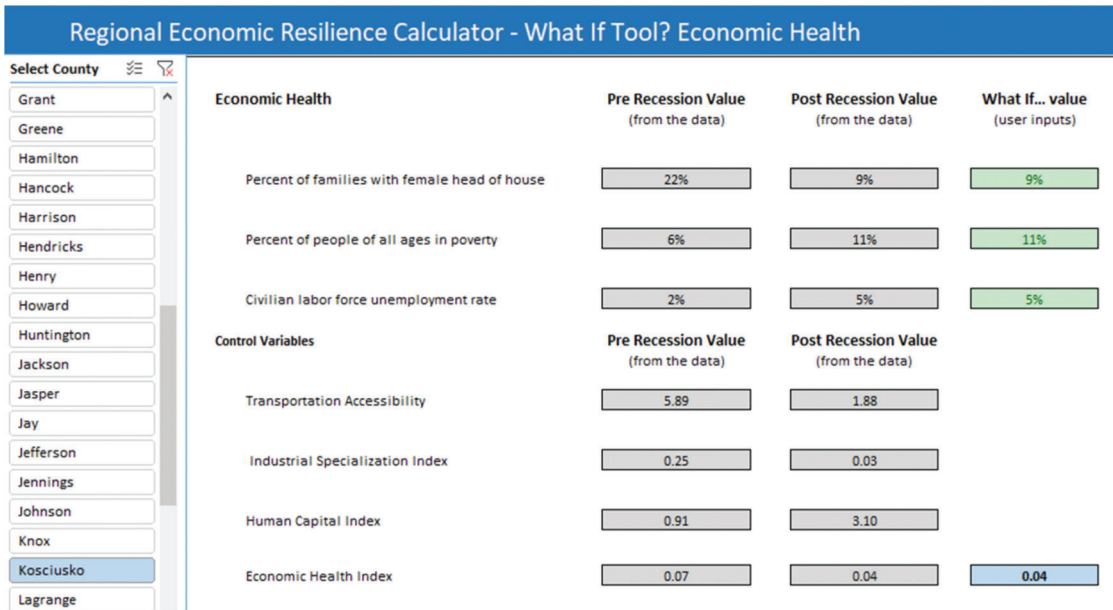 Regional Economic Resilience Calculator - What If Tool? Economic Health
Select County
Grant
Greene
Hamilton
Hancock
Harrison
Hendricks
Henry
Howard
Huntington
Jackson
Jasper
Jay
Jefferson
Jennings
Johnson
Knox
Kosciusko
Lagrange
Economic Health Pre Recession Value Post Recession Value What If... value
(from the data) (from the data) (user inputs)
Percent of families with female head of house 22% 9% 9%
Percent of people of all ages in poverty 6% 11% 11%
Civilian labor force unemployment rate 2% 5% 5%
Control Variables Pre Recession Value Post Recession Value
(from the data) (from the data)
Transportation Accessibility 5.89 1.88
Industrial Specialization Index 0.25 0.03
Human Capital Index 0.91 3.10
Economic Health Index 0.07 0.04 0.04